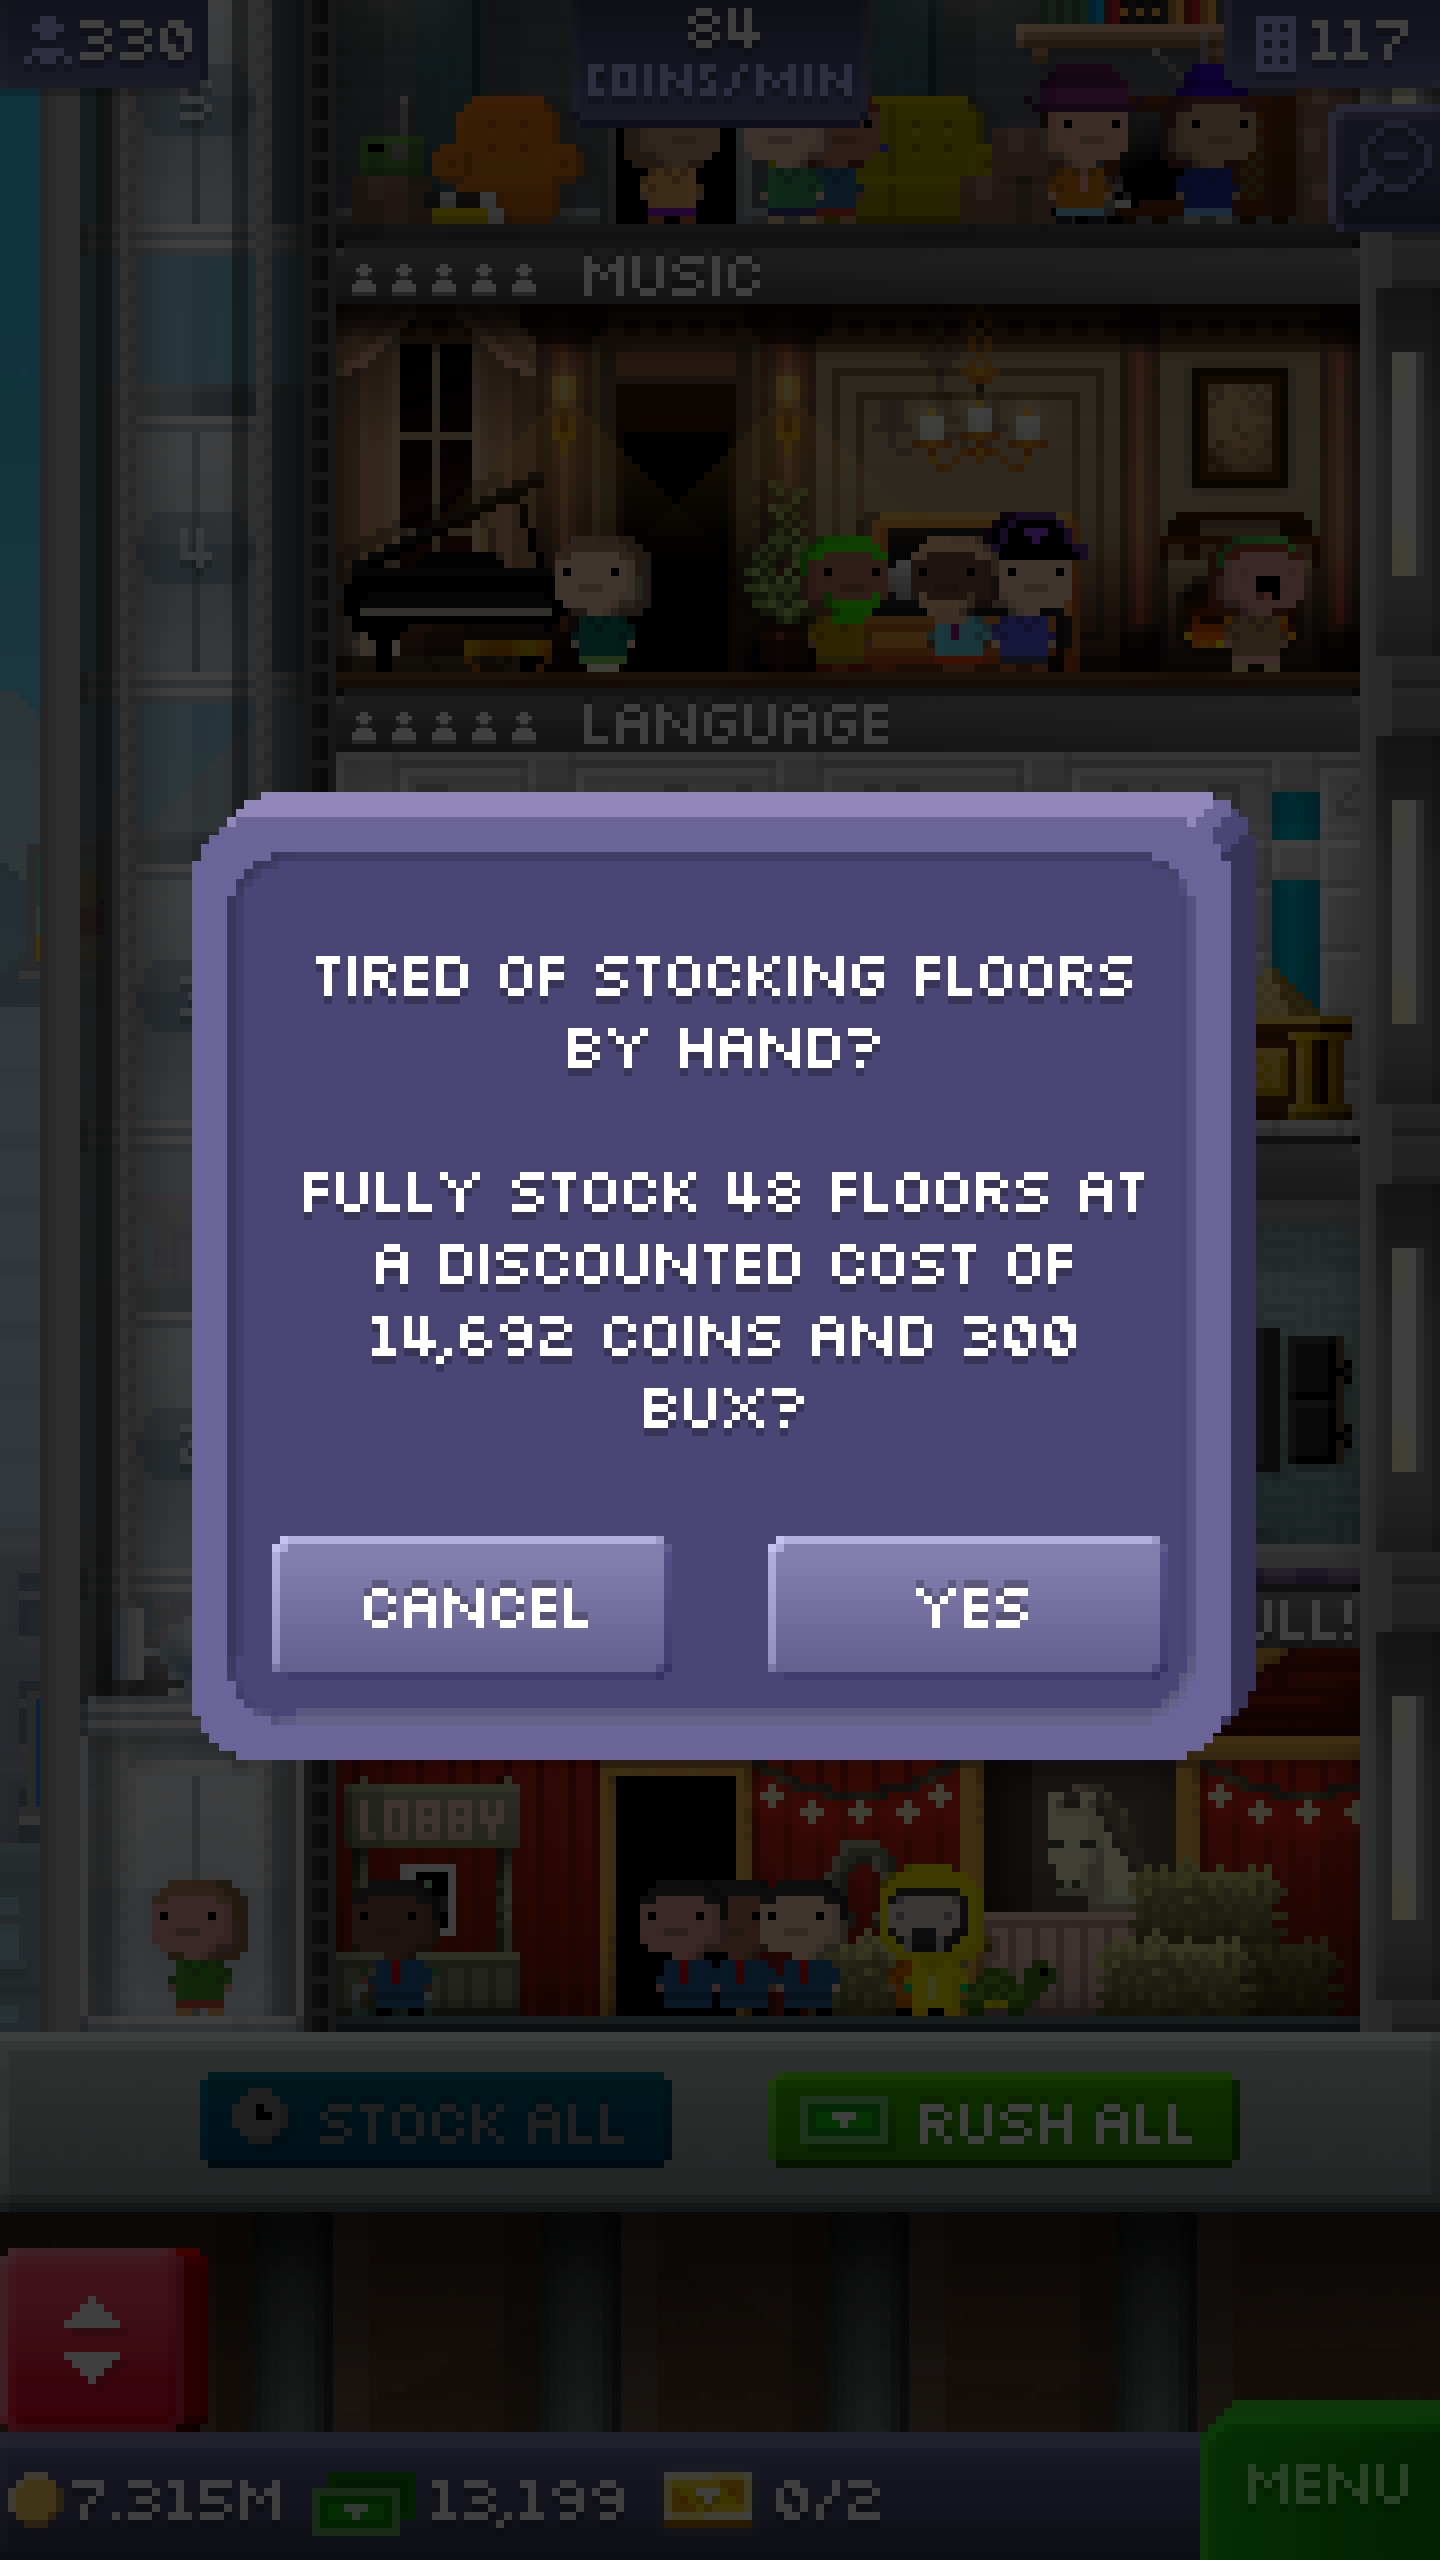 330
84
COINS/MIN
117
5
MUSIC
4
LANGUAGE
TIRED OF STOCKING FLOORS
BY HAND?
FULLY STOCK 48 FLOORS AT
A DISCOUNTED COST OF
14,692 COINS AND 300
BUX?
CANCEL
YES
LOBBY
STOCK ALL
RUSH ALL
7.315M
13,199
0/2
MENU